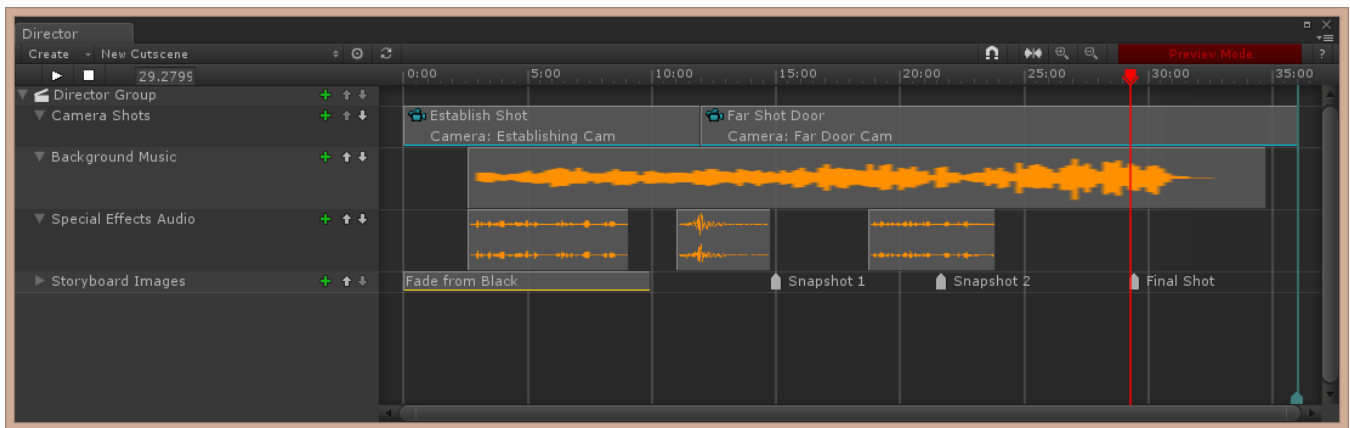 Director
Create New Cutscene Preview Mode ?
29.2799 0:00 5:00 10:00 15:00 20:00 25:00 30:00 35:00
Director Group
Camera Shots Establish Shot Far Shot Door
Camera: Establishing Cam Camera: Far Door Cam
Background Music
Special Effects Audio
Storyboard Images Fade from Black Snapshot 1 Snapshot 2 Final Shot